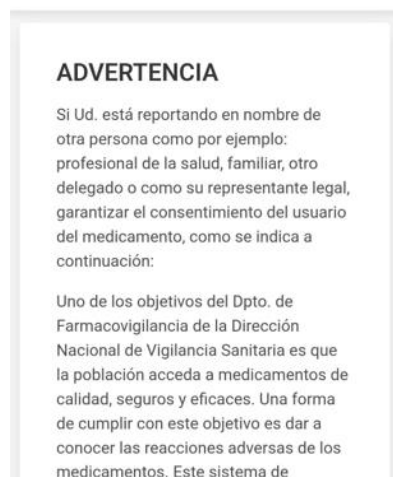 ADVERTENCIA
Si Ud. está reportando en nombre de
otra persona como por ejemplo:
profesional de la salud, familiar, otro
delegado o como su representante legal,
garantizar el consentimiento del usuario
del medicamento, como se indica a
continuación:
Uno de los objetivos del Dpto. de
Farmacovigilancia de la Dirección
Nacional de Vigilancia Sanitaria es que
la población acceda a medicamentos de
calidad, seguros y eficaces. Una forma
de cumplir con este objetivo es dar a
conocer las reacciones adversas de los
medicamentos. Este sistema de